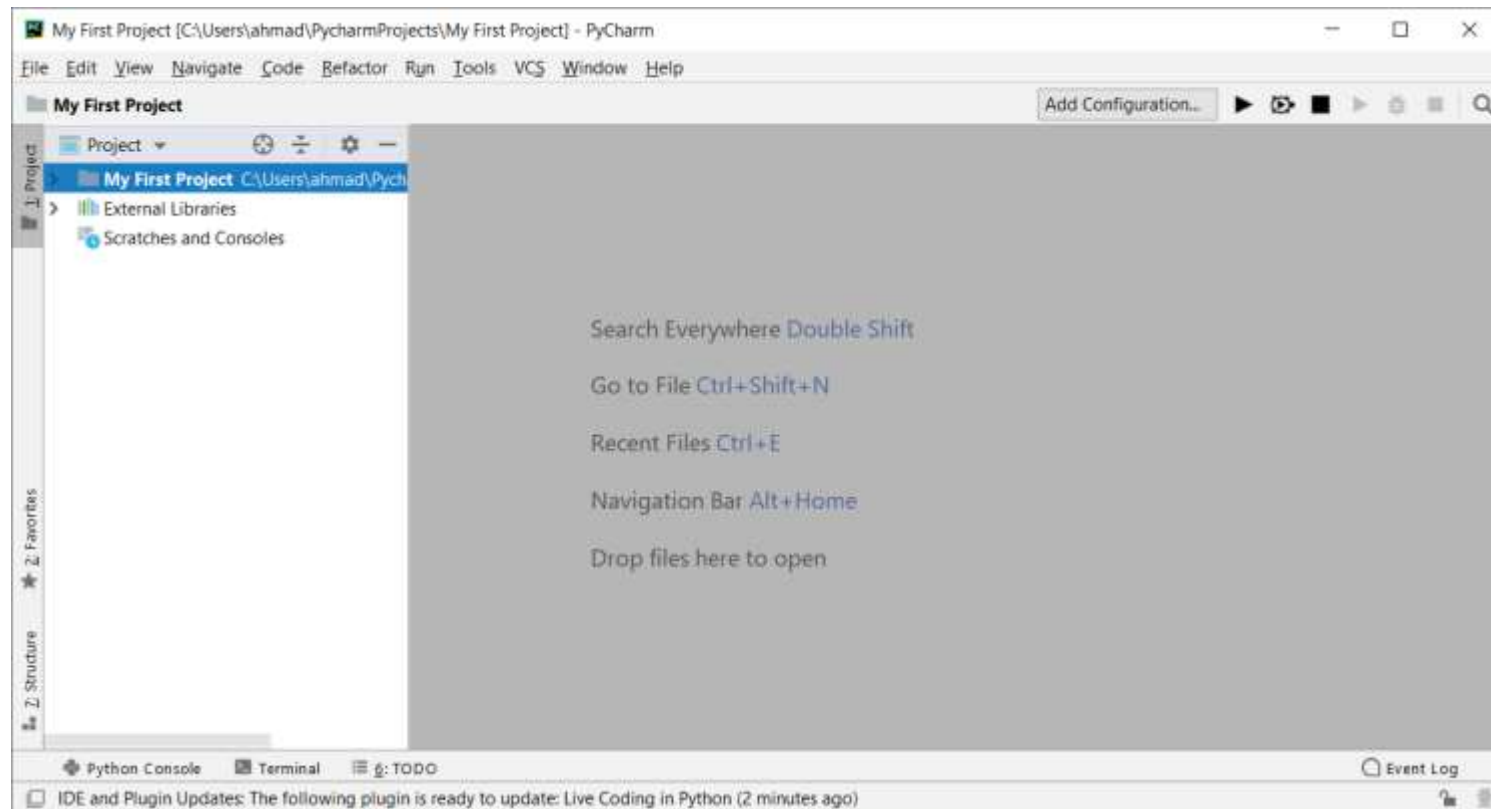 My First Project [C:\Users\ahmad\PycharmProjects\My First Project] - PyCharm
File Edit View Navigate Code Refactor Run Tools VCS Window Help
My First Project
Add Configuration...
1: Project
Project
My First Project C:\Users\ahmad\Pych
External Libraries
Scratches and Consoles
Search Everywhere Double Shift
Go to File Ctrl+Shift+N
Recent Files Ctrl+E
Navigation Bar Alt+Home
Drop files here to open
2: Favorites
7: Structure
Python Console Terminal 6: TODO Event Log
IDE and Plugin Updates: The following plugin is ready to update: Live Coding in Python (2 minutes ago)